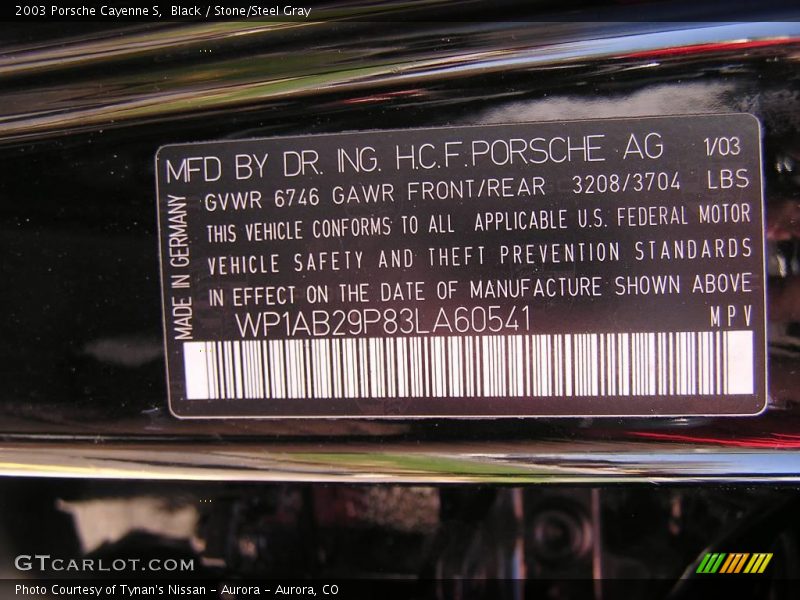 2003 Porsche Cayenne S,  Black / Stone/Steel Gray
MFD BY DR. ING. H.C.F.PORSCHE AG 1/03
GVWR 6746 GAWR FRONT/REAR 3208/3704 LBS
THIS VEHICLE CONFORMS TO ALL APPLICABLE U.S. FEDERAL MOTOR
VEHICLE SAFETY AND THEFT PREVENTION STANDARDS
IN EFFECT ON THE DATE OF MANUFACTURE SHOWN ABOVE
WP1AB29P83LA60541 MPV
MADE IN GERMANY
GTCARLOT.COM
Photo Courtesy of Tynan's Nissan - Aurora - Aurora, CO